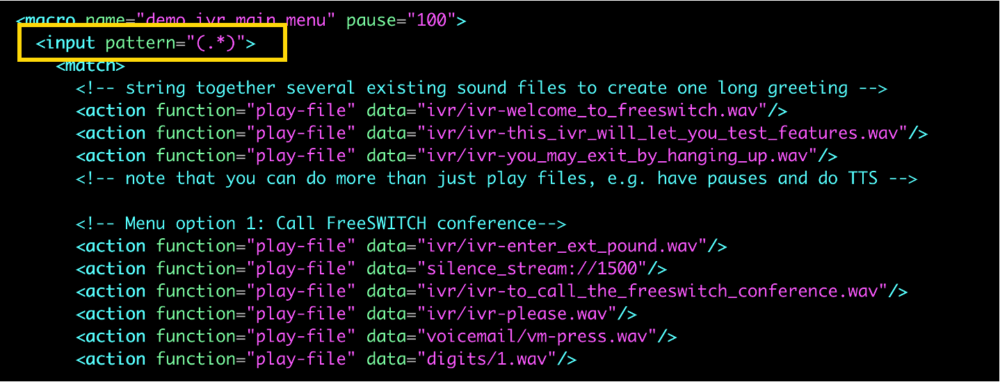 <macro name="demo_ivr_main_menu" pause="100">
<input pattern="(.*)">
<match>
<!-- string together several existing sound files to create one long greeting -->
<action function="play-file" data="ivr/ivr-welcome_to_freeswitch.wav"/>
<action function="play-file" data="ivr/ivr-this_ivr_will_let_you_test_features.wav"/>
<action function="play-file" data="ivr/ivr-you_may_exit_by_hanging_up.wav"/>
<!-- note that you can do more than just play files, e.g. have pauses and do TTS -->
<!-- Menu option 1: Call FreeSWITCH conference-->
<action function="play-file" data="ivr/ivr-enter_ext_pound.wav"/>
<action function="play-file" data="silence_stream://1500"/>
<action function="play-file" data="ivr/ivr-to_call_the_freeswitch_conference.wav"/>
<action function="play-file" data="ivr/ivr-please.wav"/>
<action function="play-file" data="voicemail/vm-press.wav"/>
<action function="play-file" data="digits/1.wav"/>